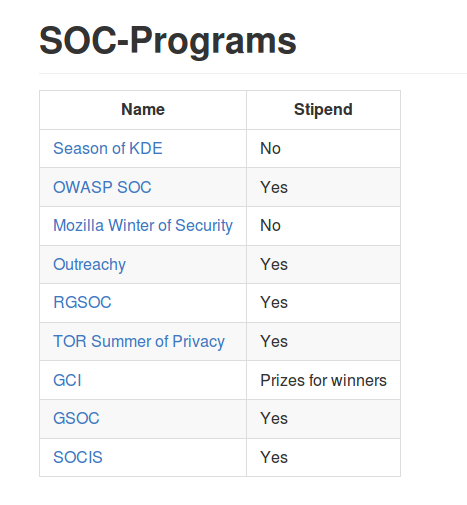 SOC-Programs
Name Stipend
Season of KDE No
OWASP SOC Yes
Mozilla Winter of Security No
Outreachy Yes
RGSOC Yes
TOR Summer of Privacy Yes
GCI Prizes for winners
GSOC Yes
SOCIS Yes